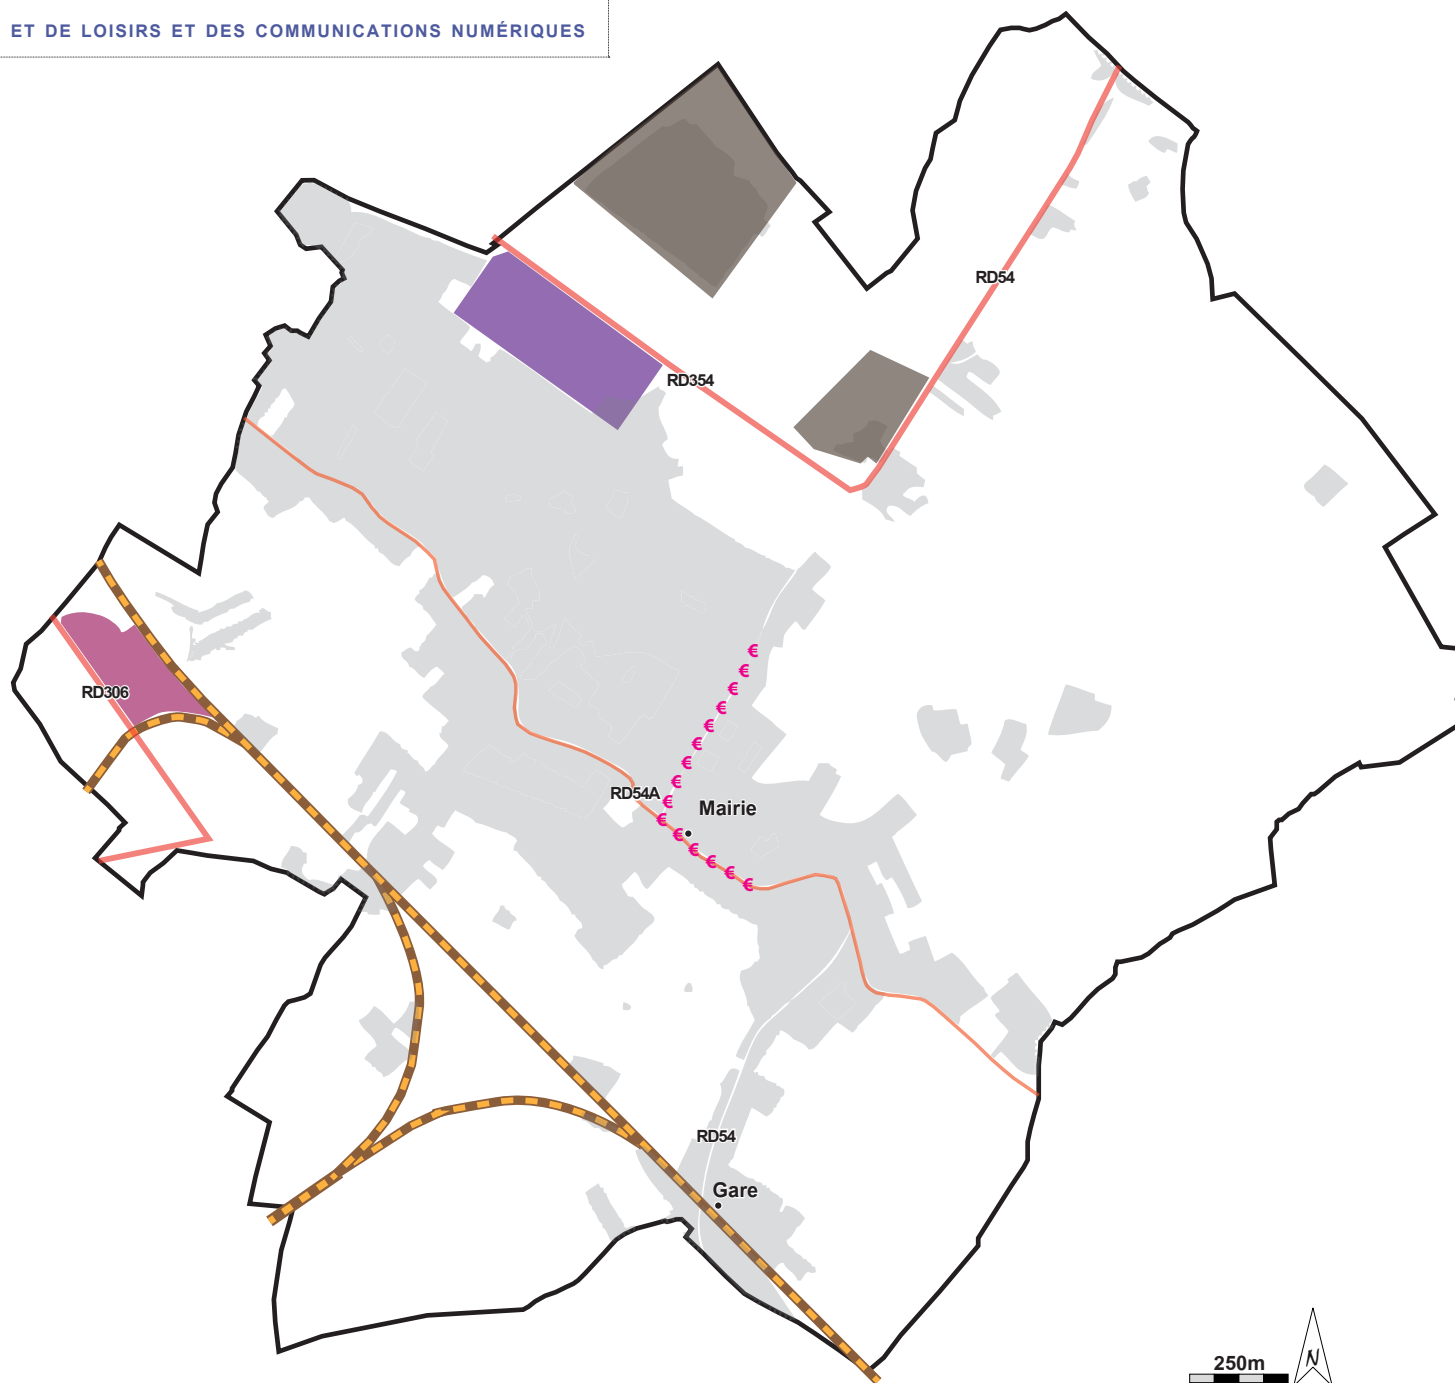 ET DE LOISIRS ET DES COMMUNICATIONS NUMÉRIQUES
RD54
RD354
RD306
€
€
€
€
€
€
€
€
RD54A
€
Mairie
€
€
€
€
€
€
RD54
Gare
250m
N